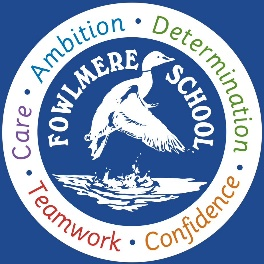 Care • Ambition • Determination
• Teamwork • Confidence •
FOWLMERE SCHOOL